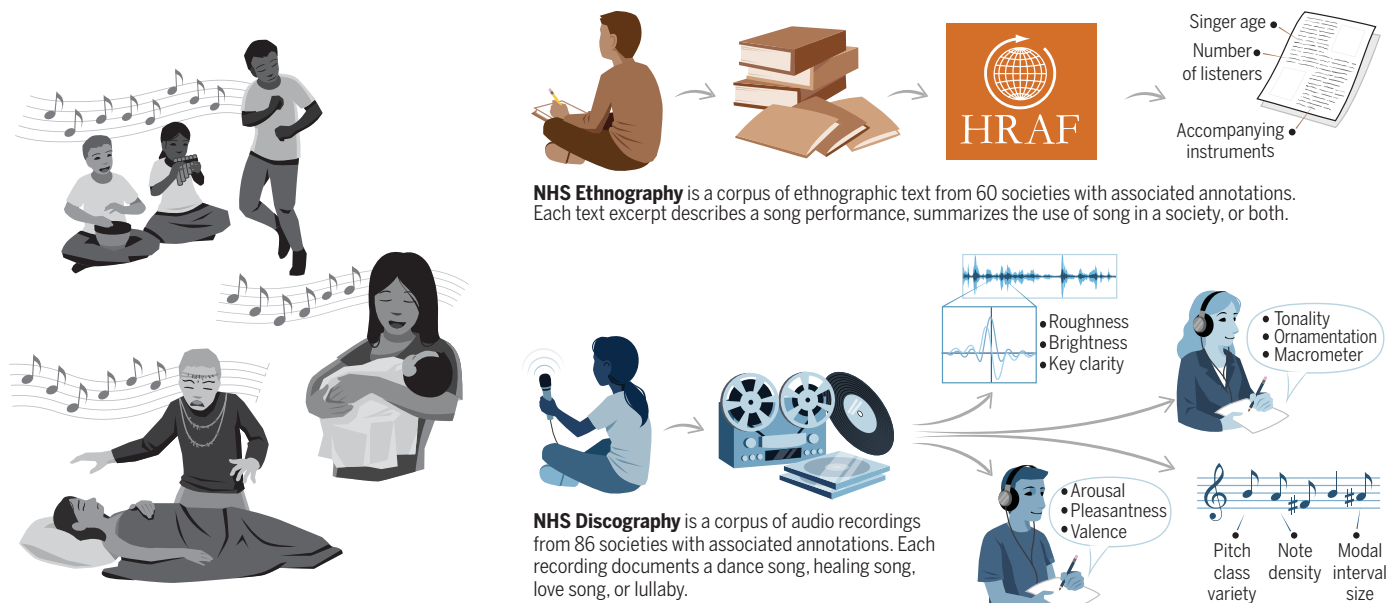 Singer age
Number
of listeners
Accompanying
instruments
HRAF
NHS Ethnography is a corpus of ethnographic text from 60 societies with associated annotations.
Each text excerpt describes a song performance, summarizes the use of song in a society, or both.
• Roughness
• Brightness
• Key clarity
• Tonality
• Ornamentation
• Macrometer
• Arousal
• Pleasantness
• Valence
NHS Discography is a corpus of audio recordings
from 86 societies with associated annotations. Each
recording documents a dance song, healing song,
love song, or lullaby.
Pitch
class
variety
Note
density
Modal
interval
size